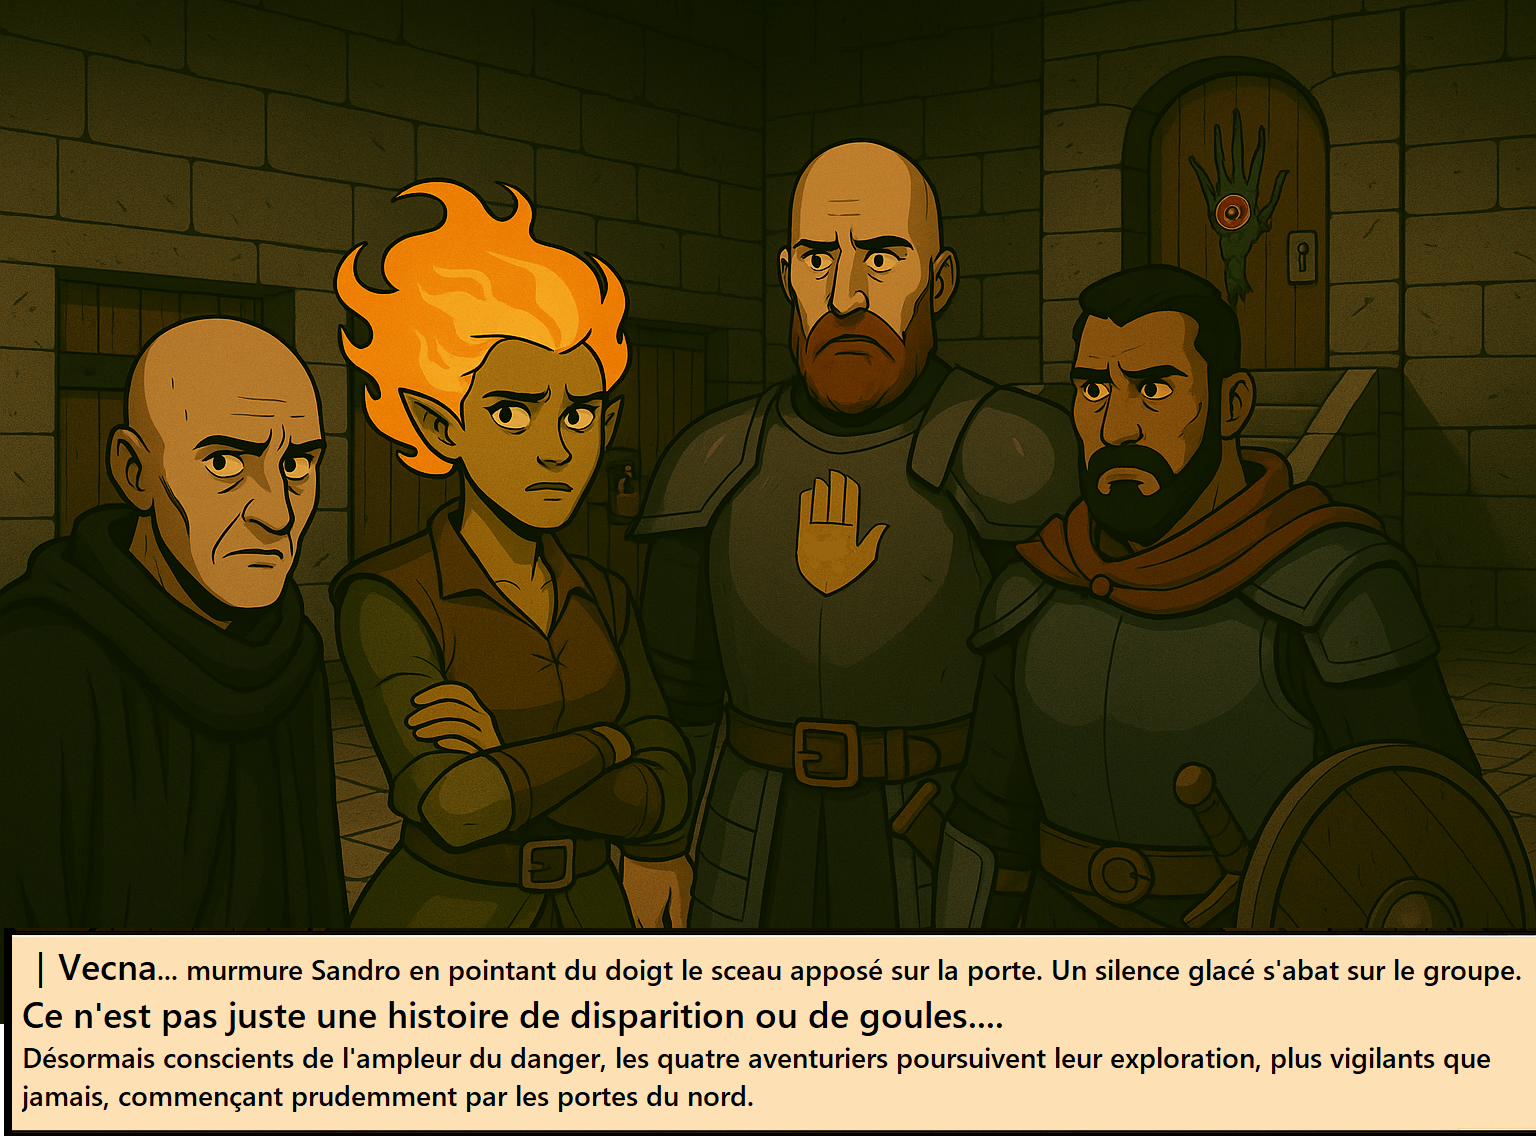 | Vecna... murmure Sandro en pointant du doigt le sceau apposé sur la porte. Un silence glacé s'abat sur le groupe.
Ce n'est pas juste une histoire de disparition ou de goules....
Désormais conscients de l'ampleur du danger, les quatre aventuriers poursuivent leur exploration, plus vigilants que
jamais, commençant prudemment par les portes du nord.